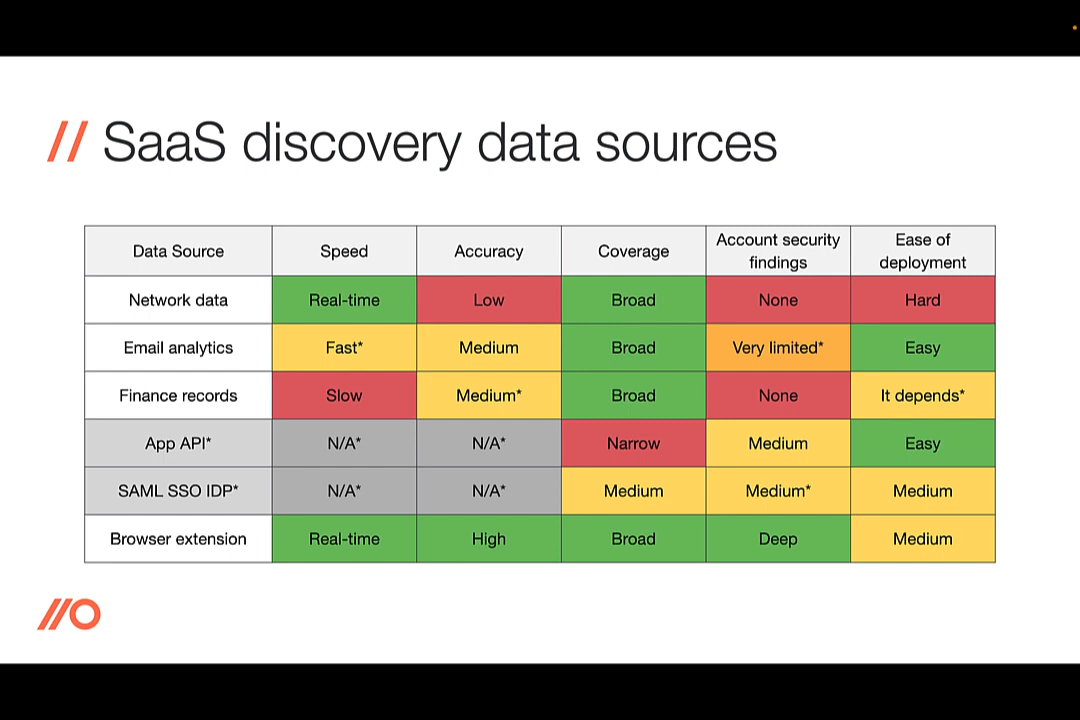 // SaaS discovery data sources
Data Source Speed Accuracy Coverage Account security findings Ease of deployment
Network data Real-time Low Broad None Hard
Email analytics Fast* Medium Broad Very limited* Easy
Finance records Slow Medium* Broad None It depends*
App API* N/A* N/A* Narrow Medium Easy
SAML SSO IDP* N/A* N/A* Medium Medium* Medium
Browser extension Real-time High Broad Deep Medium